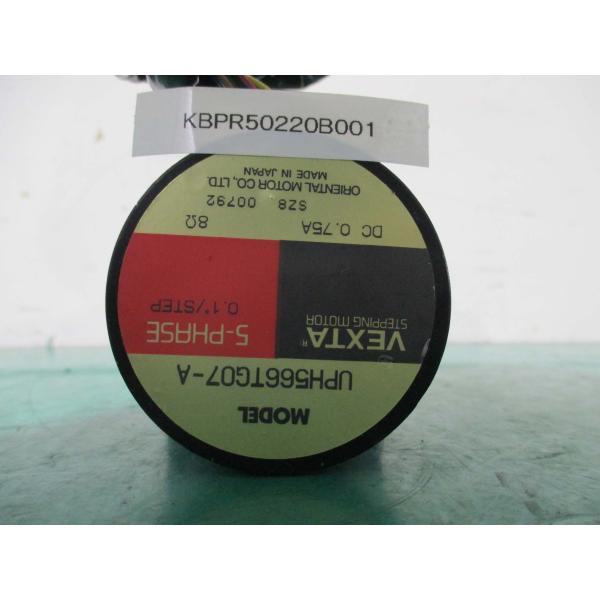 KBPR50220B001
MODEL
UPH566TG07-A
VEXTA®
STEPPING MOTOR
5-PHASE
0.1°/STEP
DC 0.75A 8Ω
SZ8 00792
ORIENTAL MOTOR CO., LTD.
MADE IN JAPAN